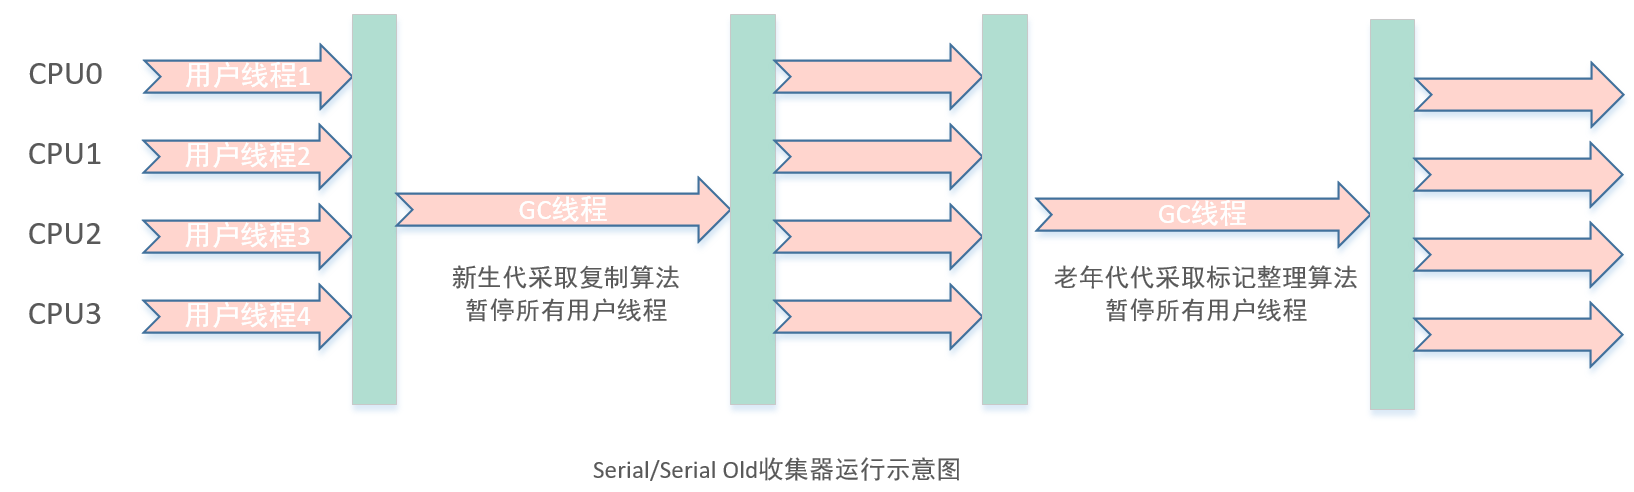 CPU0
用户线程1
CPU1
用户线程2
CPU2
用户线程3
CPU3
用户线程4
GC线程
新生代采取复制算法
暂停所有用户线程
GC线程
老年代代采取标记整理算法
暂停所有用户线程
Serial/Serial Old收集器运行示意图